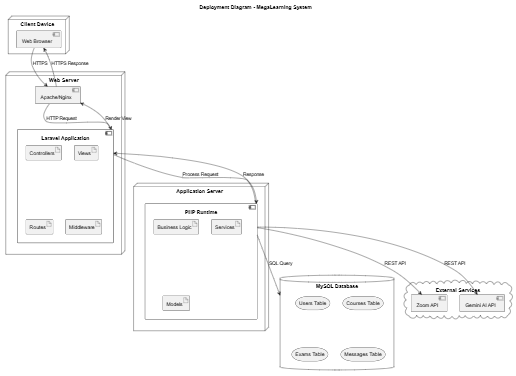 Deployment Diagram - MegaLearning System
Client Device
Web Browser
HTTPS
HTTPS Response
Web Server
Apache/Nginx
HTTP Request
Render View
Laravel Application
Controllers
Views
Routes
Middleware
Process Request
Response
Application Server
PHP Runtime
Business Logic
Services
Models
SQL Query
REST API
REST API
MySQL Database
Users Table
Courses Table
Exams Table
Messages Table
External Services
Zoom API
Gemini AI API